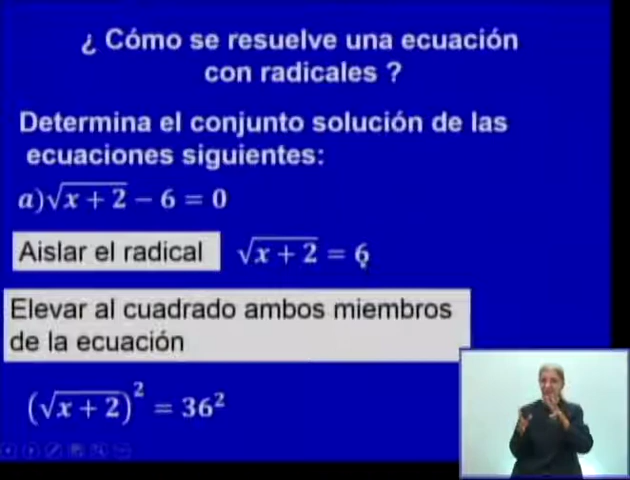 ¿ Cómo se resuelve una ecuación
con radicales ?
Determina el conjunto solución de las
ecuaciones siguientes:
a)√(x + 2) − 6 = 0
Aislar el radical √(x + 2) = 6
Elevar al cuadrado ambos miembros
de la ecuación
(√(x + 2))² = 36²